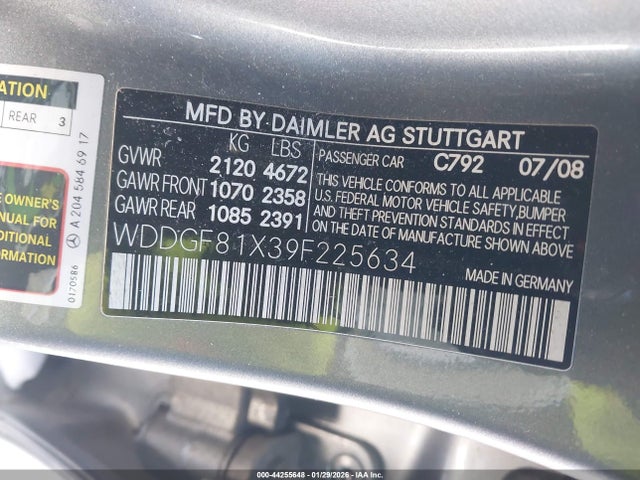 ATION
REAR 3
E OWNER'S
ANUAL FOR
FORMATION
A 204 584 69 17
0170586
MFD BY DAIMLER AG STUTTGART
KG LBS
GVWR 2120 4672
GAWR FRONT 1070 2358
GAWR REAR 1085 2391
PASSENGER CAR C792 07/08
THIS VEHICLE CONFORMS TO ALL APPLICABLE
U.S. FEDERAL MOTOR VEHICLE SAFETY, BUMPER
AND THEFT PREVENTION STANDARDS IN EFFECT
ON THE DATE OF MANUFACTURE SHOWN ABOVE
WDDGF81X39F225634
MADE IN GERMANY
000-44255648 - 01/29/2026 - IAA, Inc.